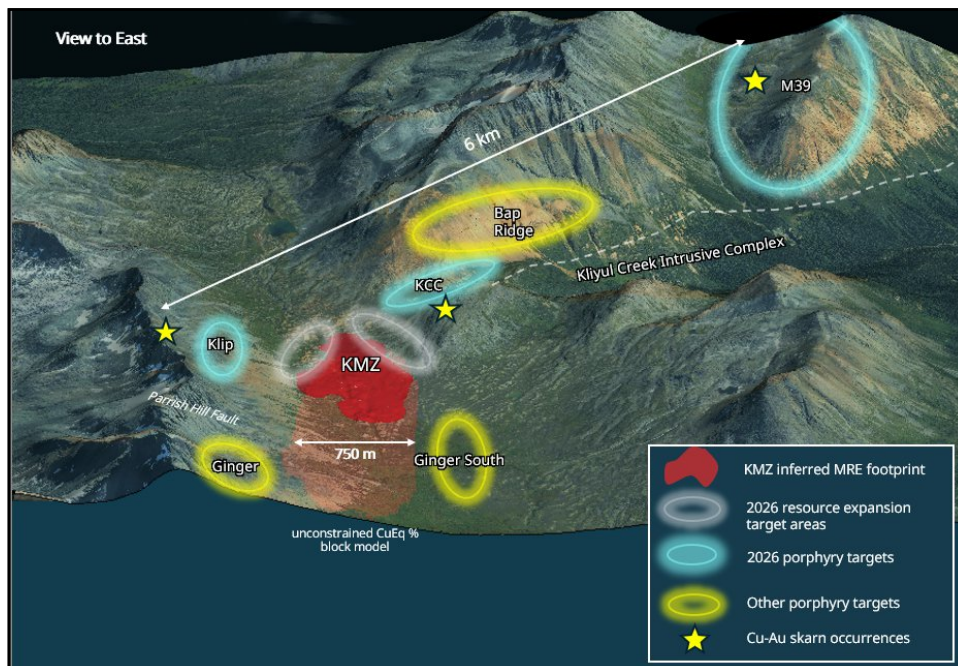 View to East
M39
6 km
Bap
Ridge
Kliyul Creek Intrusive Complex
KCC
Klip
KMZ
Parrish Hill Fault
750 m
Ginger
Ginger South
unconstrained CuEq %
block model
KMZ inferred MRE footprint
2026 resource expansion
target areas
2026 porphyry targets
Other porphyry targets
Cu-Au skarn occurrences